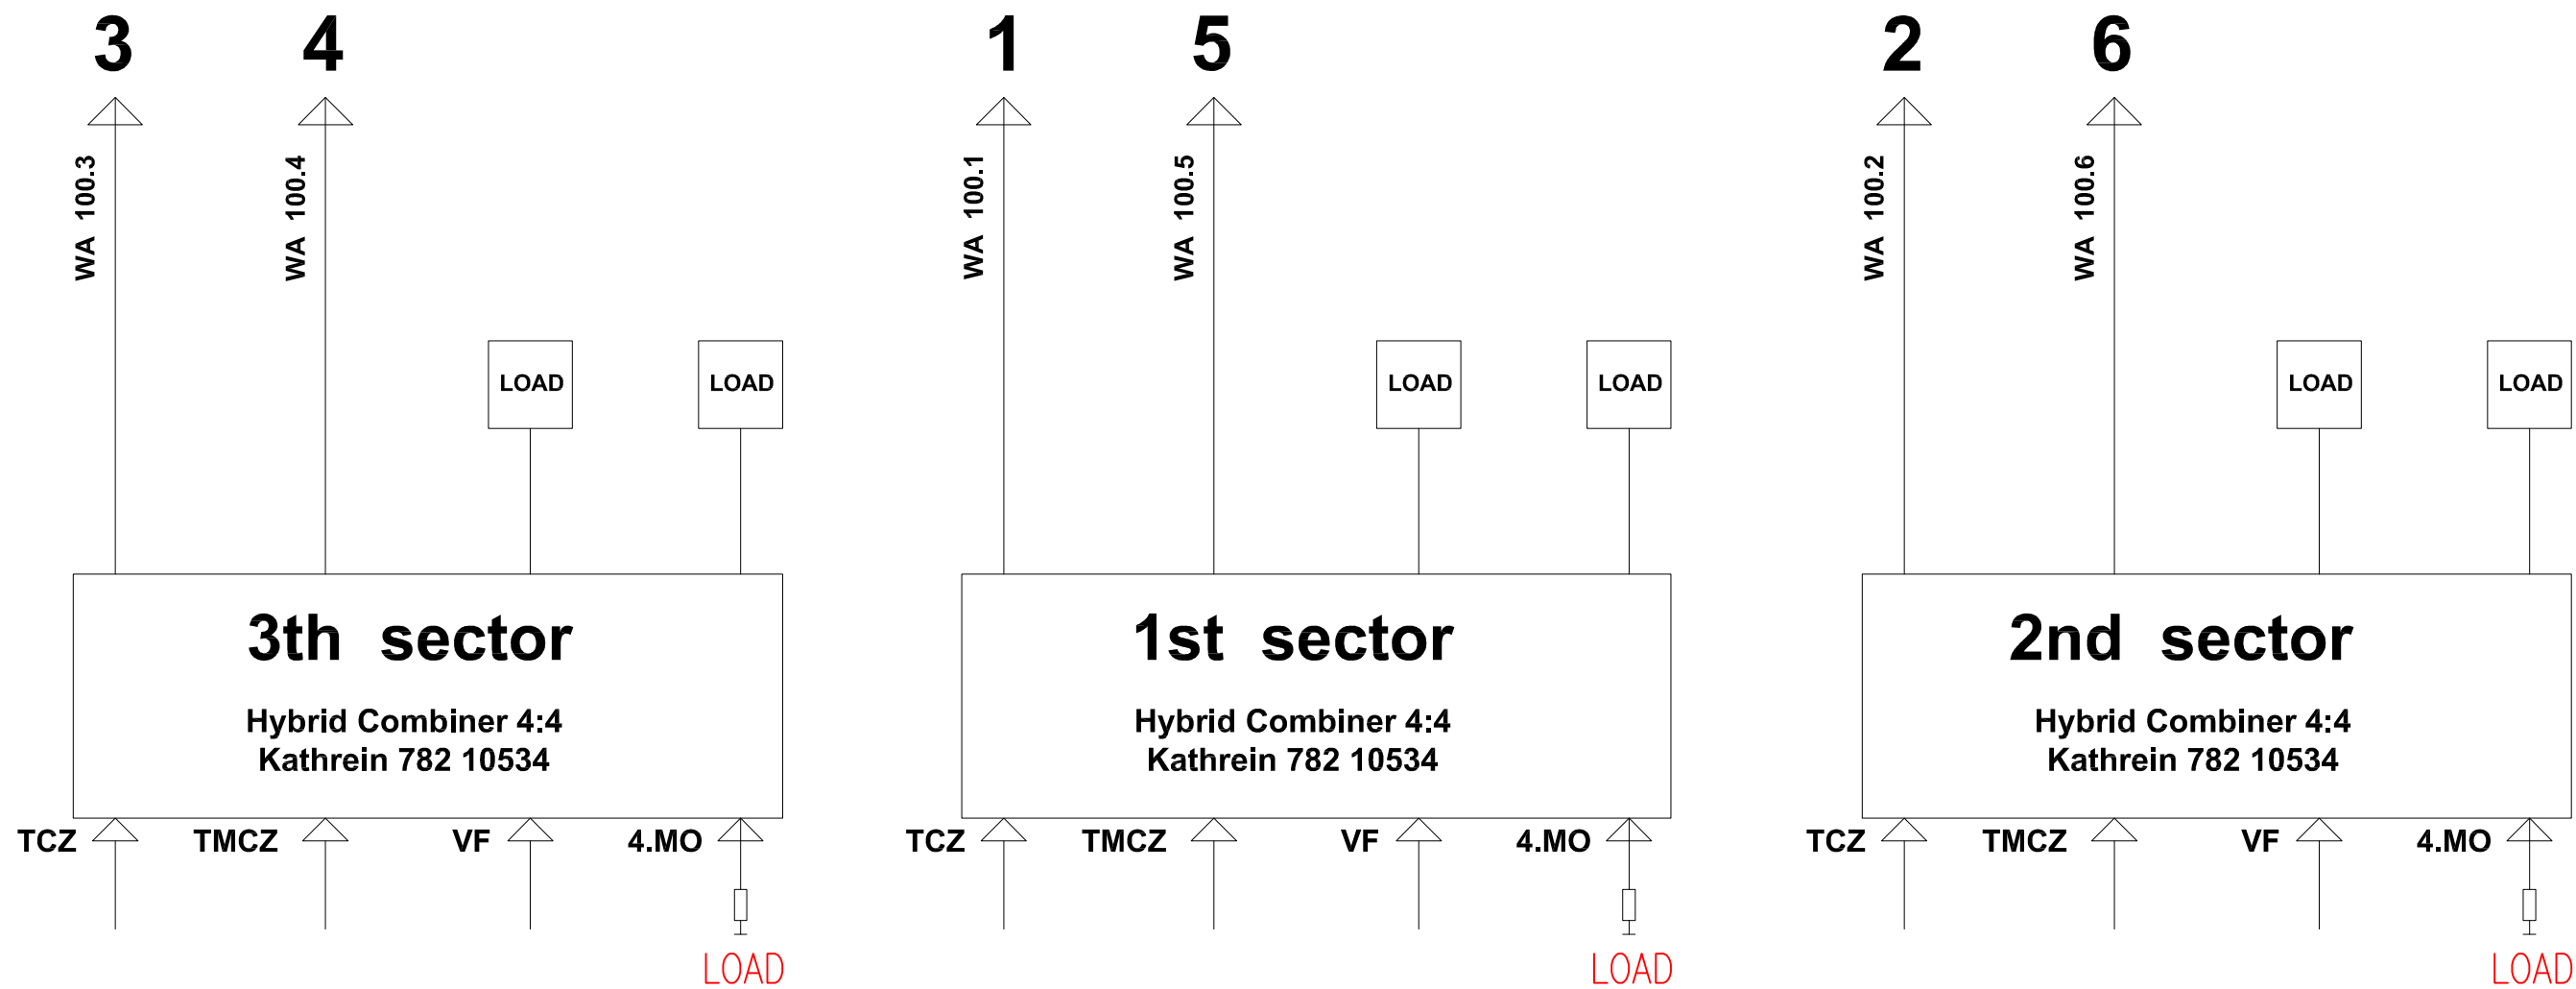 3 4 1 5 2 6
WA 100.3
WA 100.4
WA 100.1
WA 100.5
WA 100.2
WA 100.6
LOAD LOAD LOAD LOAD LOAD LOAD
3th sector
Hybrid Combiner 4:4
Kathrein 782 10534
1st sector
Hybrid Combiner 4:4
Kathrein 782 10534
2nd sector
Hybrid Combiner 4:4
Kathrein 782 10534
TCZ TMCZ VF 4.MO TCZ TMCZ VF 4.MO TCZ TMCZ VF 4.MO
LOAD LOAD LOAD